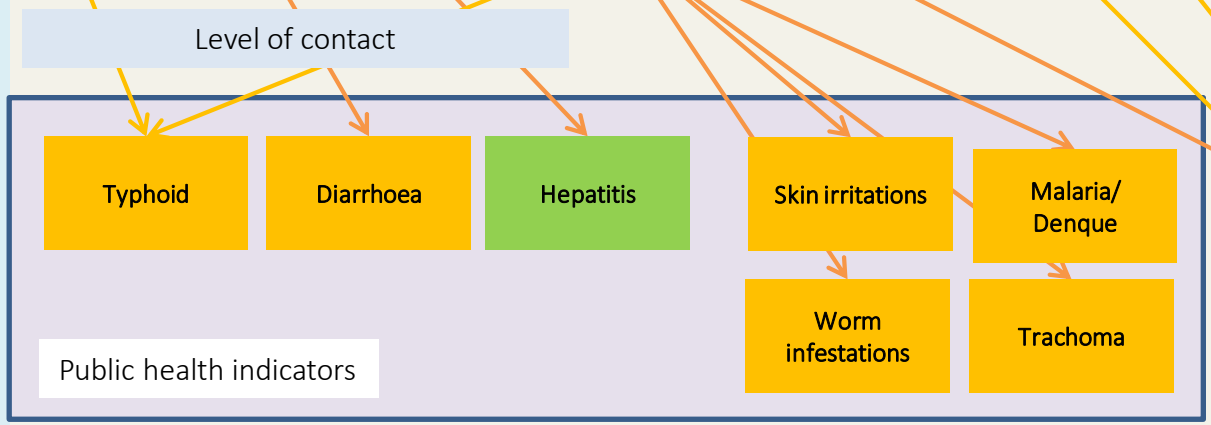 Level of contact
Typhoid
Diarrhoea
Hepatitis
Skin irritations
Malaria/
Denque
Worm
infestations
Trachoma
Public health indicators